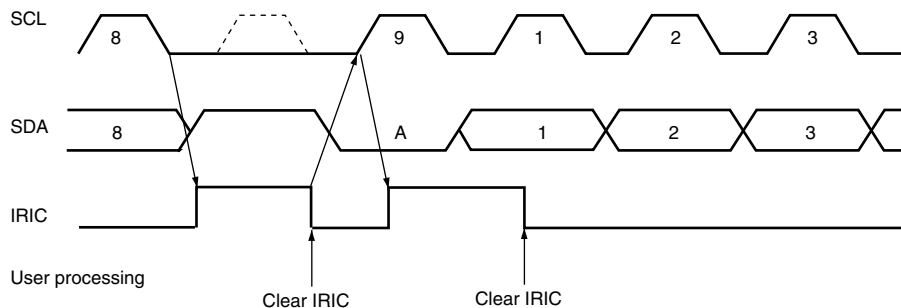 SCL 8 9 1 2 3
SDA 8 A 1 2 3
IRIC
User processing
Clear IRIC Clear IRIC